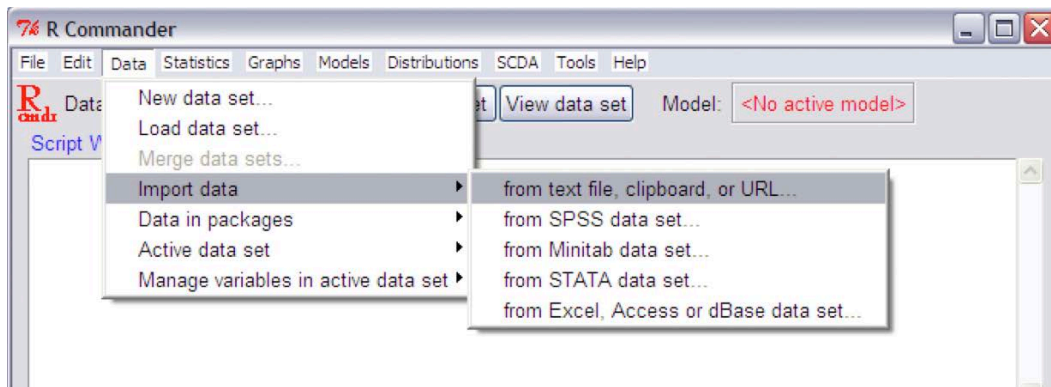 R Commander
File Edit Data Statistics Graphs Models Distributions SCDA Tools Help
R Data View data set Model: <No active model>
cmdr
Script W
New data set...
Load data set...
Merge data sets...
Import data
Data in packages
Active data set
Manage variables in active data set
from text file, clipboard, or URL...
from SPSS data set...
from Minitab data set...
from STATA data set...
from Excel, Access or dBase data set...